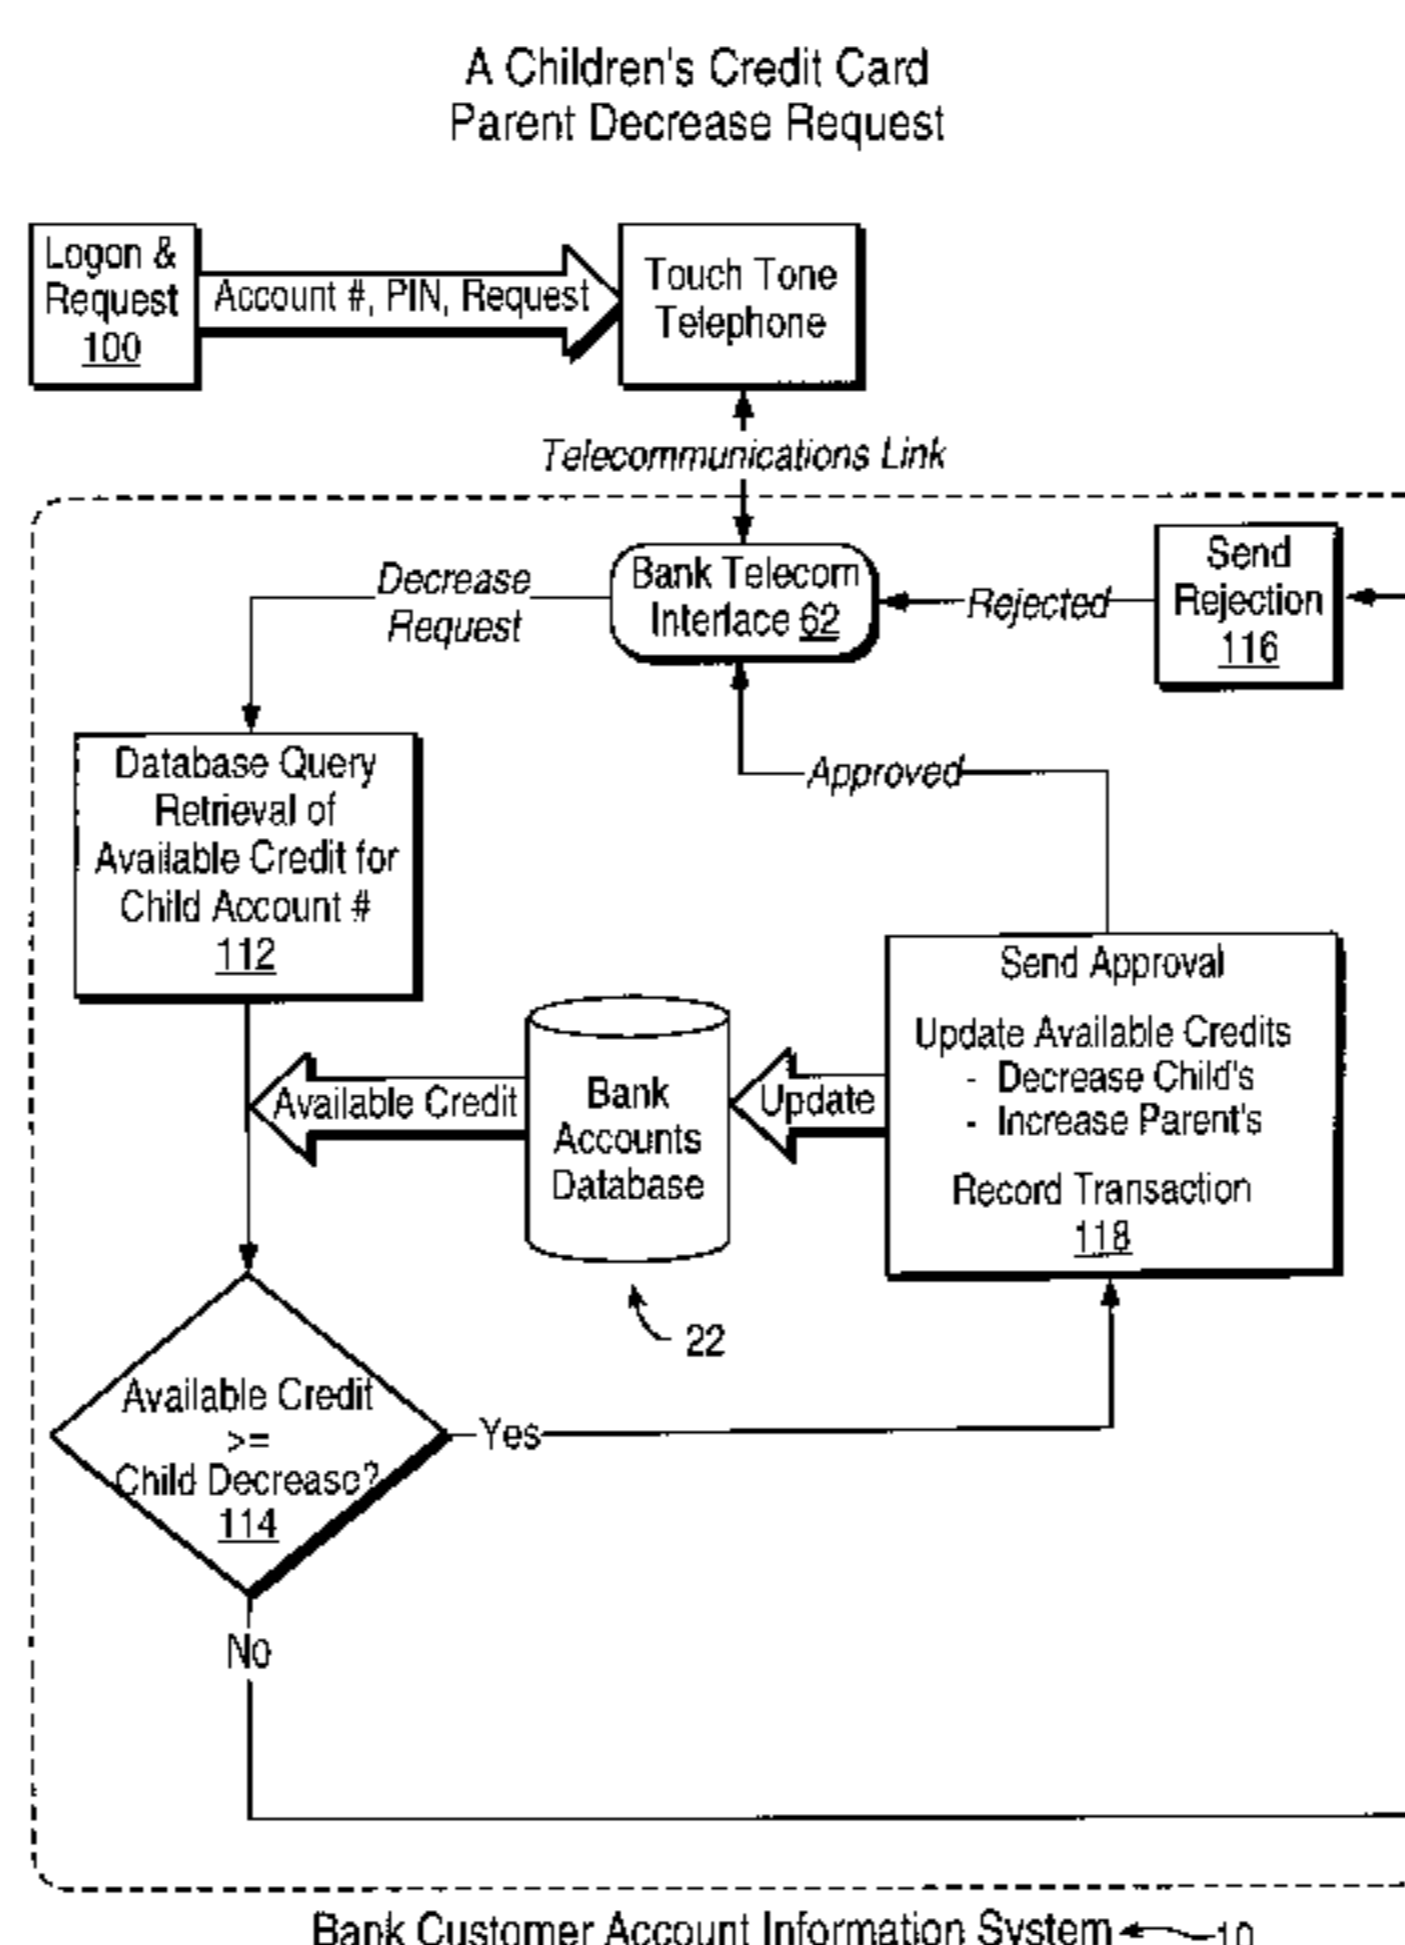 A Children's Credit Card
Parent Decrease Request
Logon &
Request
100
Account #, PIN, Request
Touch Tone
Telephone
Telecommunications Link
Decrease
Request
Bank Telecom
Interlace 62
Rejected
Send
Rejection
116
Approved
Database Query
Retrieval of
Available Credit for
Child Account #
112
Send Approval
Update Available Credits
- Decrease Child's
- Increase Parent's
Record Transaction
118
Available Credit
Bank
Accounts
Database
Update
22
Available Credit
>=
Child Decrease?
114
Yes
No
Bank Customer Account Information System
10